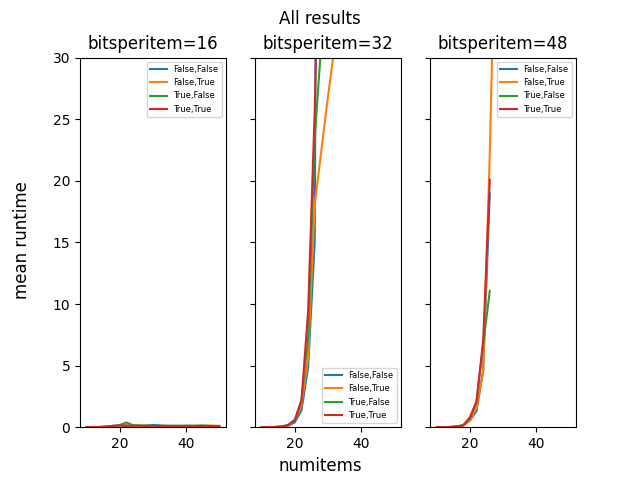 All results
bitsperitem=16
bitsperitem=32
bitsperitem=48
mean runtime
30
25
20
15
10
5
0
False,False
False,True
True,False
True,True
False,False
False,True
True,False
True,True
False,False
False,True
True,False
True,True
20 40
20 40
20 40
numitems